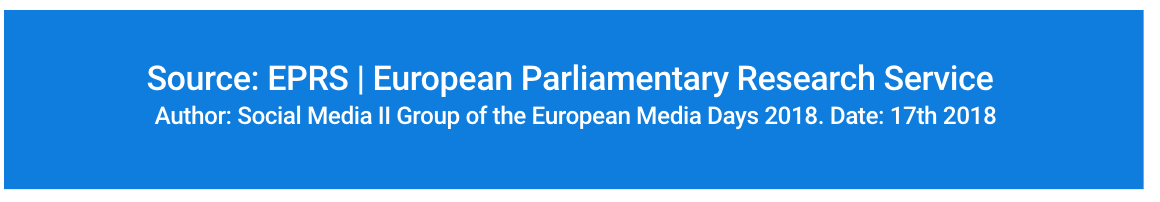 Source: EPRS | European Parliamentary Research Service
Author: Social Media II Group of the European Media Days 2018. Date: 17th 2018